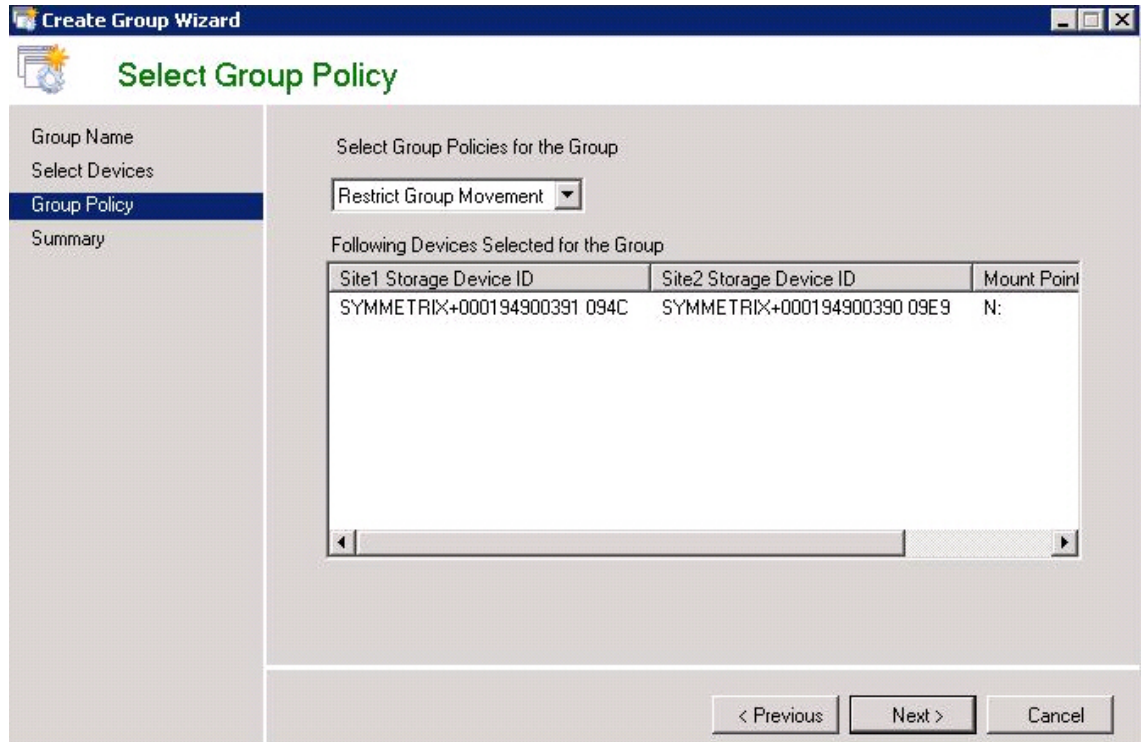 Create Group Wizard
Select Group Policy
Group Name
Select Devices
Group Policy
Summary
Select Group Policies for the Group
Restrict Group Movement
Following Devices Selected for the Group
Site1 Storage Device ID Site2 Storage Device ID Mount Point
SYMMETRIX+000194900391 094C SYMMETRIX+000194900390 09E9 N:
< Previous Next > Cancel